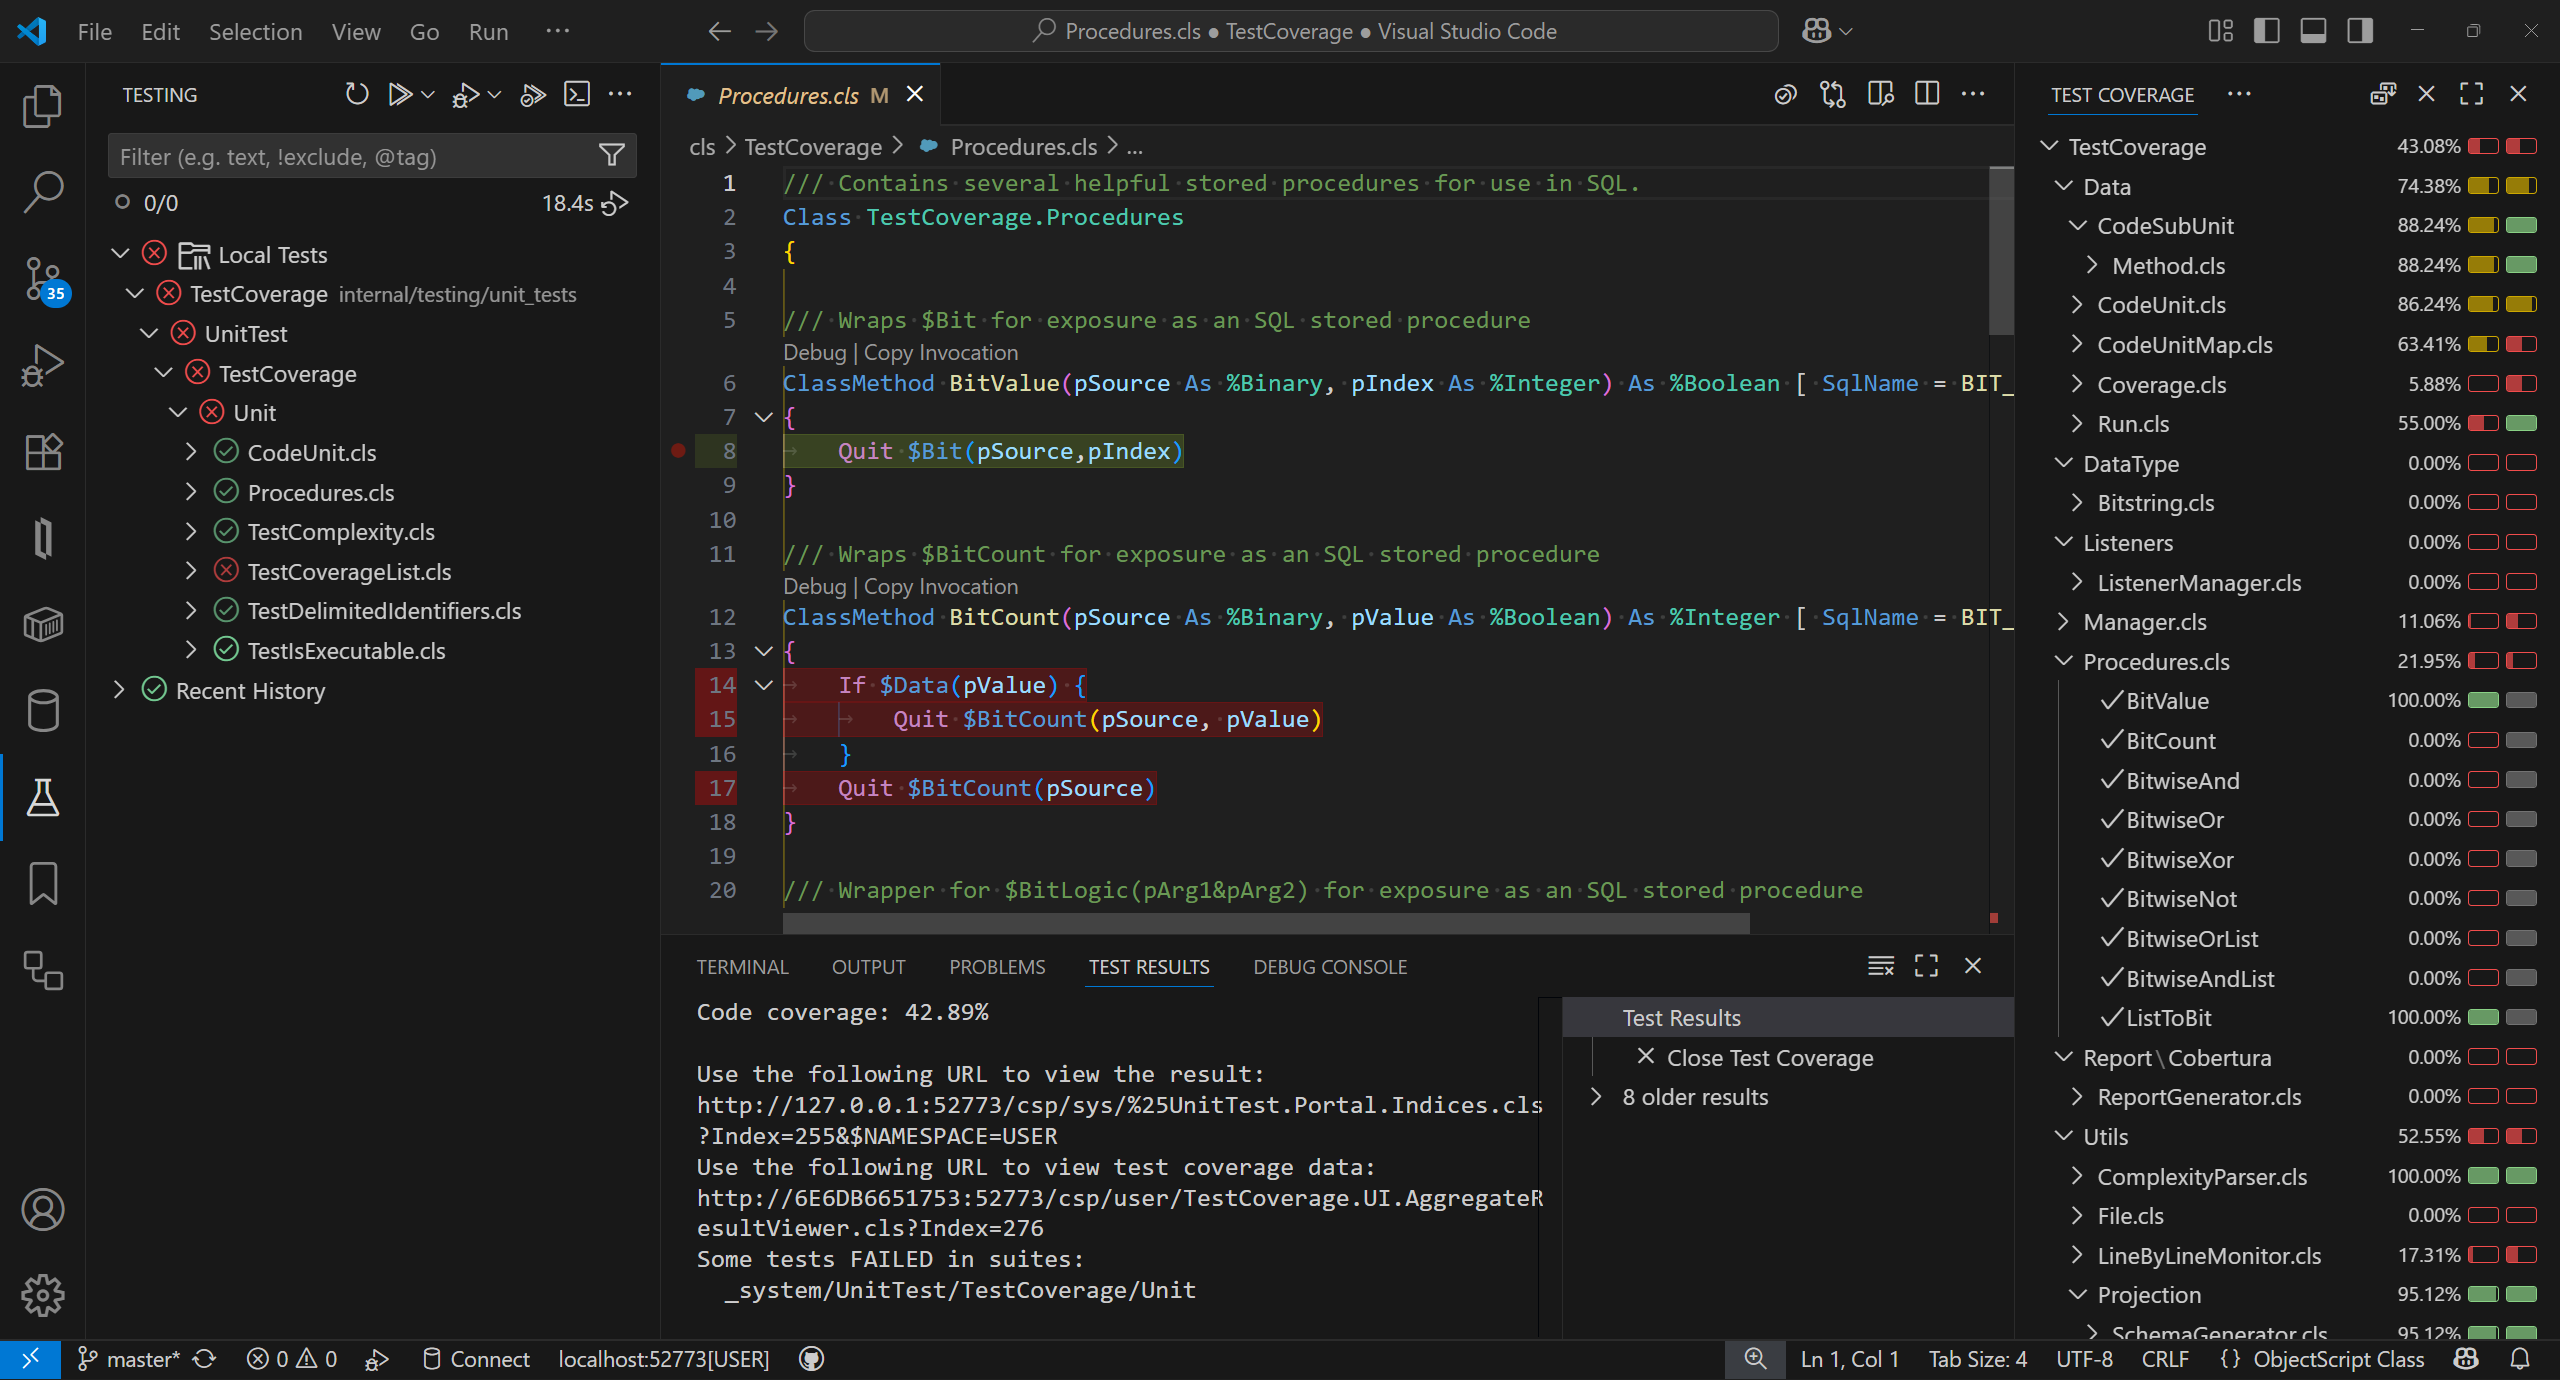 File Edit Selection View Go Run ···
Procedures.cls ● TestCoverage ● Visual Studio Code
TESTING
Filter (e.g. text, !exclude, @tag)
0/0 18.4s
Local Tests
TestCoverage internal/testing/unit_tests
UnitTest
TestCoverage
Unit
CodeUnit.cls
Procedures.cls
TestComplexity.cls
TestCoverageList.cls
TestDelimitedIdentifiers.cls
TestIsExecutable.cls
Recent History
35
Procedures.cls M
cls > TestCoverage > Procedures.cls > ...
1 /// Contains several helpful stored procedures for use in SQL.
2 Class TestCoverage.Procedures
3 {
4
5 /// Wraps $Bit for exposure as an SQL stored procedure
Debug | Copy Invocation
6 ClassMethod BitValue(pSource As %Binary, pIndex As %Integer) As %Boolean [ SqlName = BIT_
7 {
8 Quit $Bit(pSource,pIndex)
9 }
10
11 /// Wraps $BitCount for exposure as an SQL stored procedure
Debug | Copy Invocation
12 ClassMethod BitCount(pSource As %Binary, pValue As %Boolean) As %Integer [ SqlName = BIT_
13 {
14 If $Data(pValue) {
15 Quit $BitCount(pSource, pValue)
16 }
17 Quit $BitCount(pSource)
18 }
19
20 /// Wrapper for $BitLogic(pArg1&pArg2) for exposure as an SQL stored procedure
TERMINAL OUTPUT PROBLEMS TEST RESULTS DEBUG CONSOLE
Code coverage: 42.89%
Use the following URL to view the result:
http://127.0.0.1:52773/csp/sys/%25UnitTest.Portal.Indices.cls
?Index=255&$NAMESPACE=USER
Use the following URL to view test coverage data:
http://6E6DB6651753:52773/csp/user/TestCoverage.UI.AggregateR
esultViewer.cls?Index=276
Some tests FAILED in suites:
_system/UnitTest/TestCoverage/Unit
Test Results
Close Test Coverage
8 older results
TEST COVERAGE
TestCoverage 43.08%
Data 74.38%
CodeSubUnit 88.24%
Method.cls 88.24%
CodeUnit.cls 86.24%
CodeUnitMap.cls 63.41%
Coverage.cls 5.88%
Run.cls 55.00%
DataType 0.00%
Bitstring.cls 0.00%
Listeners 0.00%
ListenerManager.cls 0.00%
Manager.cls 11.06%
Procedures.cls 21.95%
BitValue 100.00%
BitCount 0.00%
BitwiseAnd 0.00%
BitwiseOr 0.00%
BitwiseXor 0.00%
BitwiseNot 0.00%
BitwiseOrList 0.00%
BitwiseAndList 0.00%
ListToBit 100.00%
Report\Cobertura 0.00%
ReportGenerator.cls 0.00%
Utils 52.55%
ComplexityParser.cls 100.00%
File.cls 0.00%
LineByLineMonitor.cls 17.31%
Projection 95.12%
SchemaGenerator.cls 95.12%
master* 0 0 Connect localhost:52773[USER] Ln 1, Col 1 Tab Size: 4 UTF-8 CRLF {} ObjectScript Class